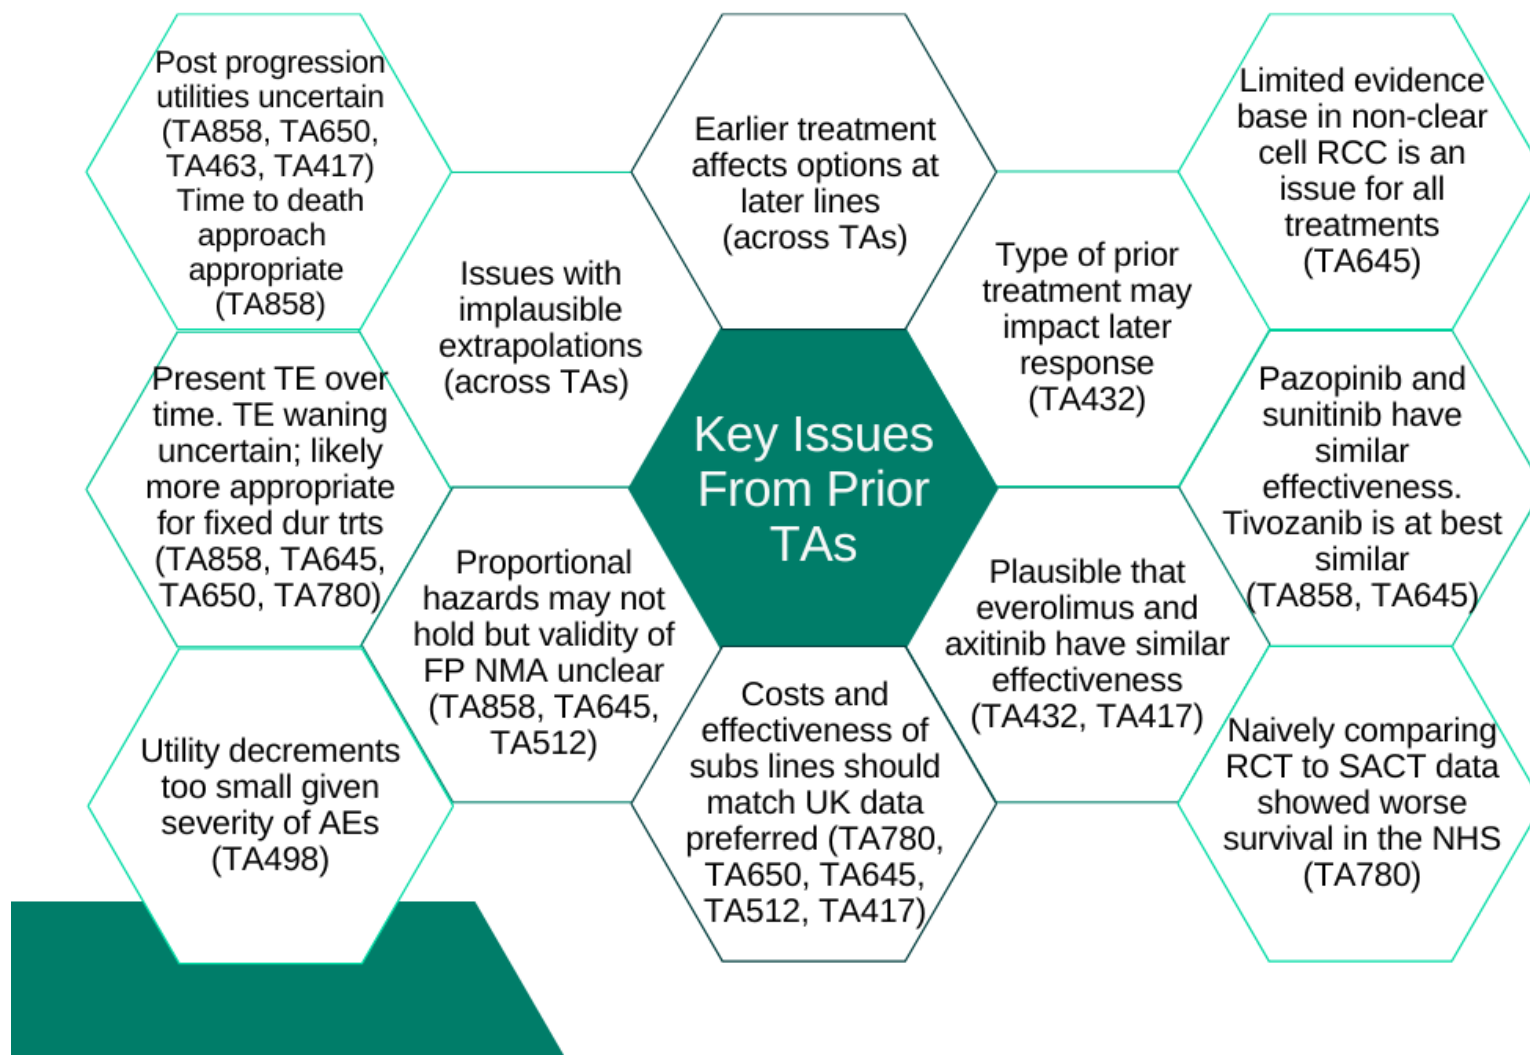 Post progression
utilities uncertain
(TA858, TA650,
TA463, TA417)
Time to death
approach
appropriate
(TA858)
Present TE over
time. TE waning
uncertain; likely
more appropriate
for fixed dur trts
(TA858, TA645,
TA650, TA780)
Utility decrements
too small given
severity of AEs
(TA498)
Issues with
implausible
extrapolations
(across TAs)
Proportional
hazards may not
hold but validity of
FP NMA unclear
(TA858, TA645,
TA512)
Earlier treatment
affects options at
later lines
(across TAs)
Key Issues
From Prior
TAs
Costs and
effectiveness of
subs lines should
match UK data
preferred (TA780,
TA650, TA645,
TA512, TA417)
Type of prior
treatment may
impact later
response
(TA432)
Plausible that
everolimus and
axitinib have similar
effectiveness
(TA432, TA417)
Limited evidence
base in non-clear
cell RCC is an
issue for all
treatments
(TA645)
Pazopinib and
sunitinib have
similar
effectiveness.
Tivozanib is at best
similar
(TA858, TA645)
Naively comparing
RCT to SACT data
showed worse
survival in the NHS
(TA780)